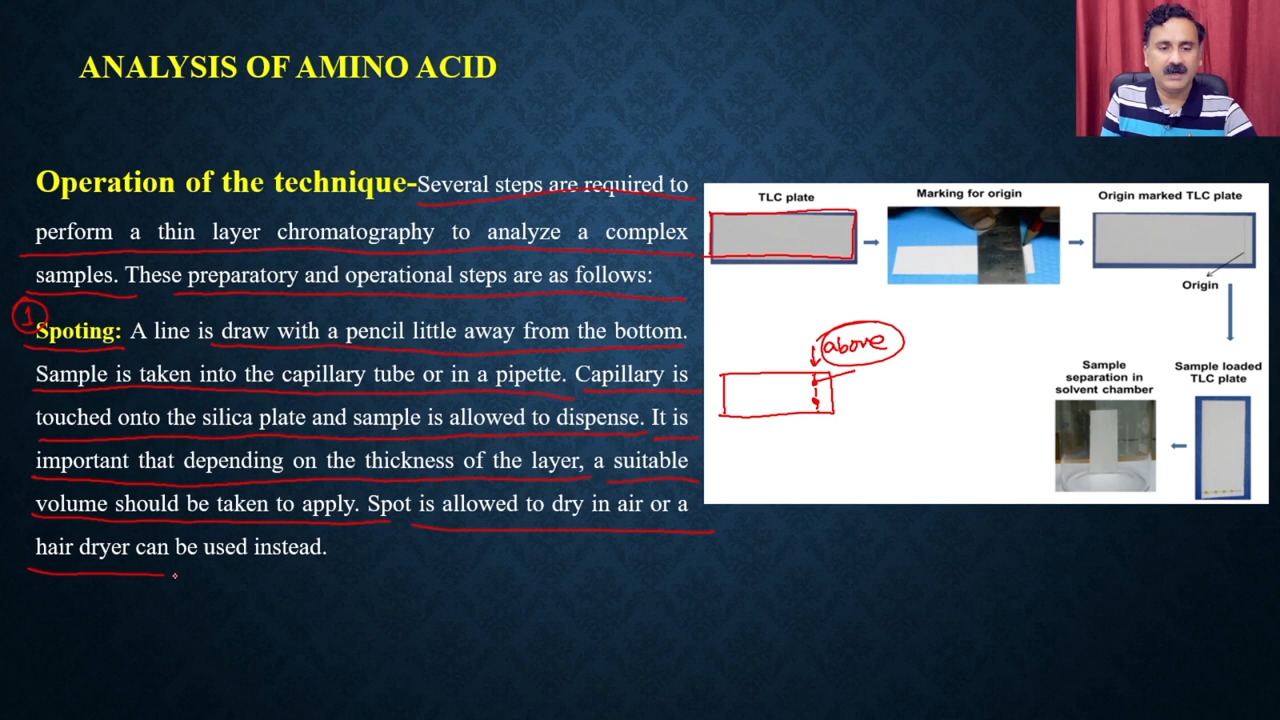 ANALYSIS OF AMINO ACID
Operation of the technique-Several steps are required to
perform a thin layer chromatography to analyze a complex
samples. These preparatory and operational steps are as follows:
1
Spoting: A line is draw with a pencil little away from the bottom.
Sample is taken into the capillary tube or in a pipette. Capillary is
touched onto the silica plate and sample is allowed to dispense. It is
important that depending on the thickness of the layer, a suitable
volume should be taken to apply. Spot is allowed to dry in air or a
hair dryer can be used instead.
TLC plate
Marking for origin
Origin marked TLC plate
Origin
above
Sample
separation in
solvent chamber
Sample loaded
TLC plate